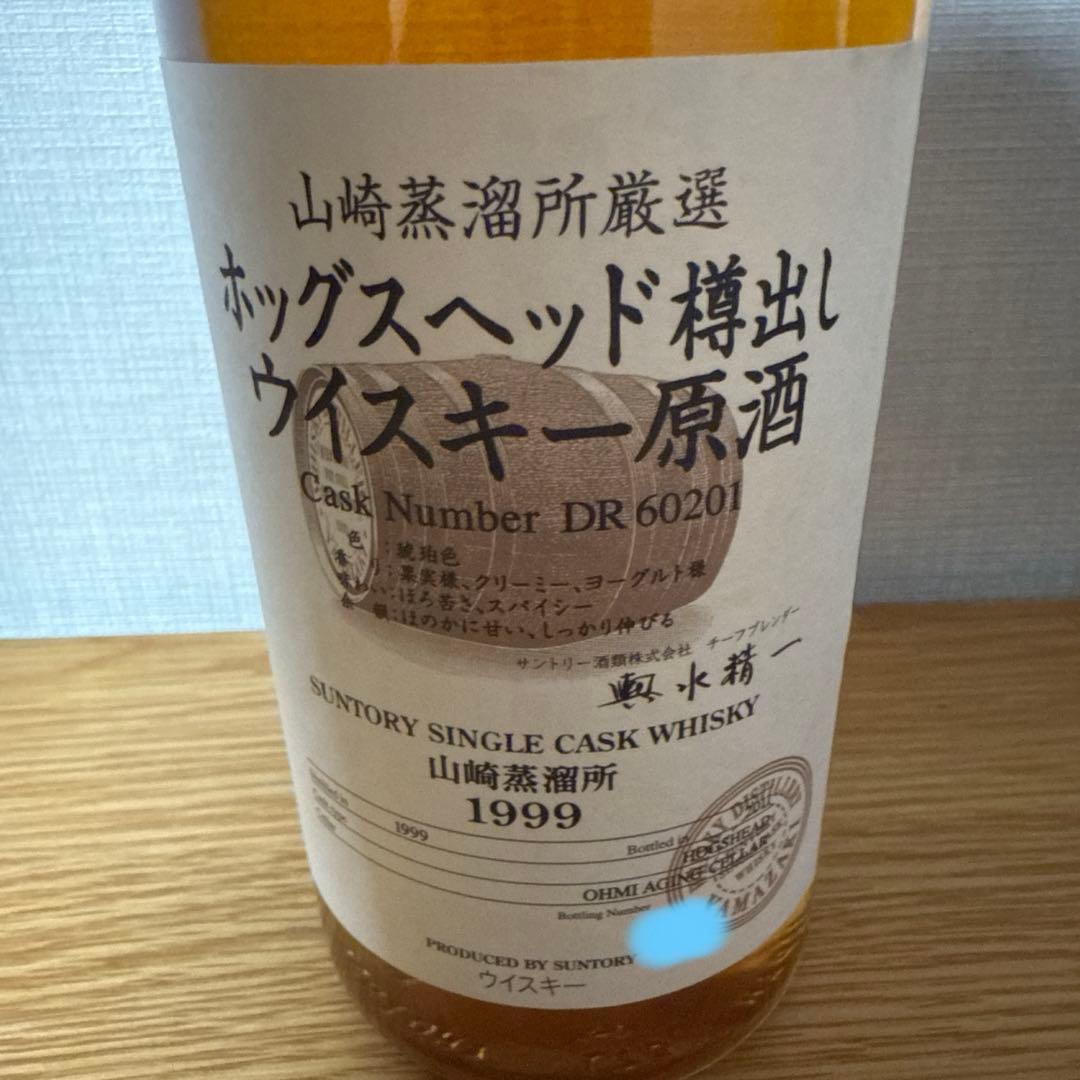 山崎蒸溜所厳選
ホッグスヘッド樽出し
ウイスキー原酒
Cask Number DR 60201
色 : 琥珀色
香 り : 果実様、クリーミー、ヨーグルト様
味わい : ほろ苦さ、スパイシー
余 韻 : ほのかに甘い、しっかり伸びる
サントリー酒類株式会社 チーフブレンダー
輿水精一
SUNTORY SINGLE CASK WHISKY
山崎蒸溜所
1999
Distilled in 1999 Bottled in 2011
HOGSHEAD
OHMI AGING CELLAR
Bottling Number
PRODUCED BY SUNTORY
ウイスキー
WHISKY
YAMAZAKI